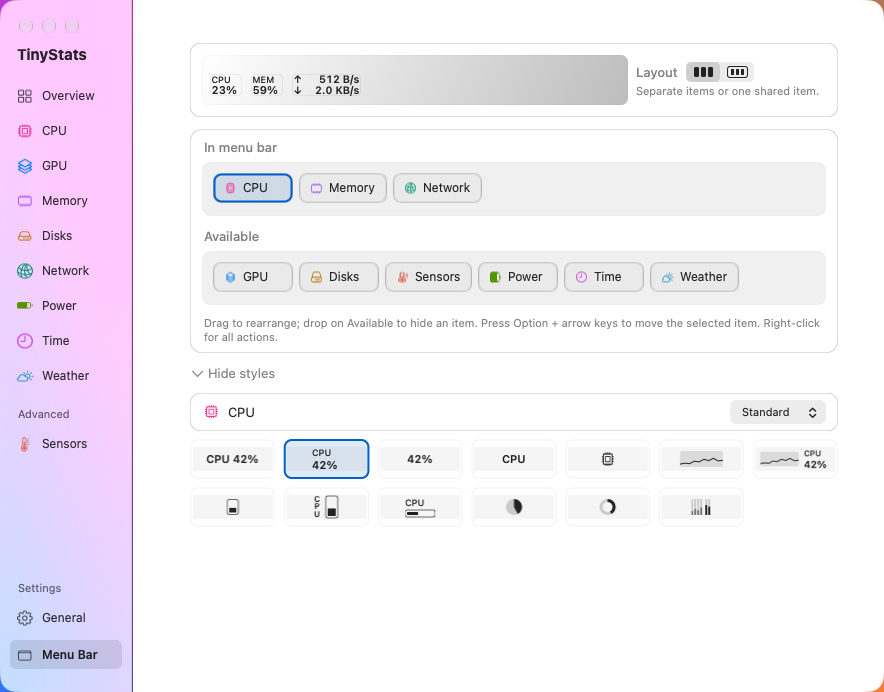 TinyStats
Overview
CPU
GPU
Memory
Disks
Network
Power
Time
Weather
Advanced
Sensors
Settings
General
Menu Bar
CPU
23%
MEM
59%
↑ 512 B/s
↓ 2.0 KB/s
Layout
Separate items or one shared item.
In menu bar
CPU Memory Network
Available
GPU Disks Sensors Power Time Weather
Drag to rearrange; drop on Available to hide an item. Press Option + arrow keys to move the selected item. Right-click
for all actions.
Hide styles
CPU Standard
CPU 42%
CPU
42%
42%
CPU
CPU
42%
C
P
U
CPU